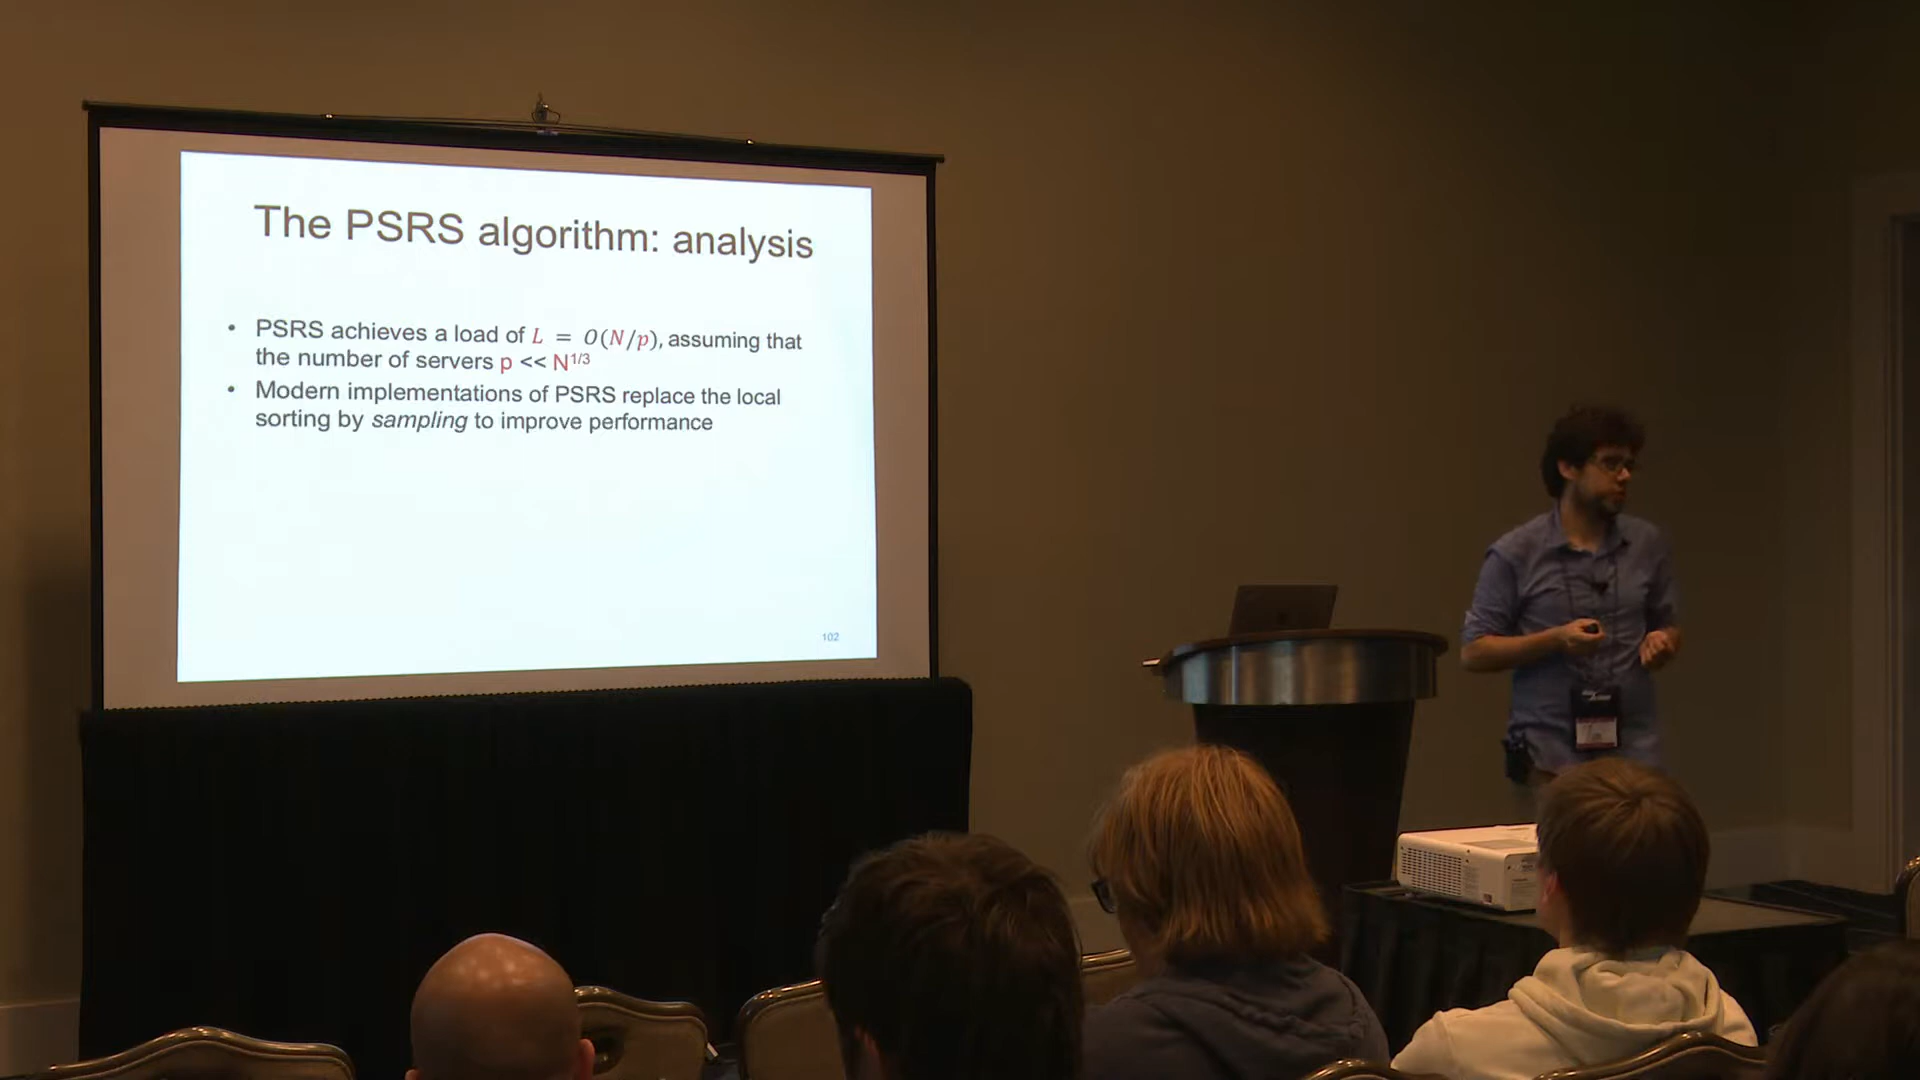 The PSRS algorithm: analysis
• PSRS achieves a load of L = O(N/p), assuming that
the number of servers p << N^1/3
• Modern implementations of PSRS replace the local
sorting by sampling to improve performance
102